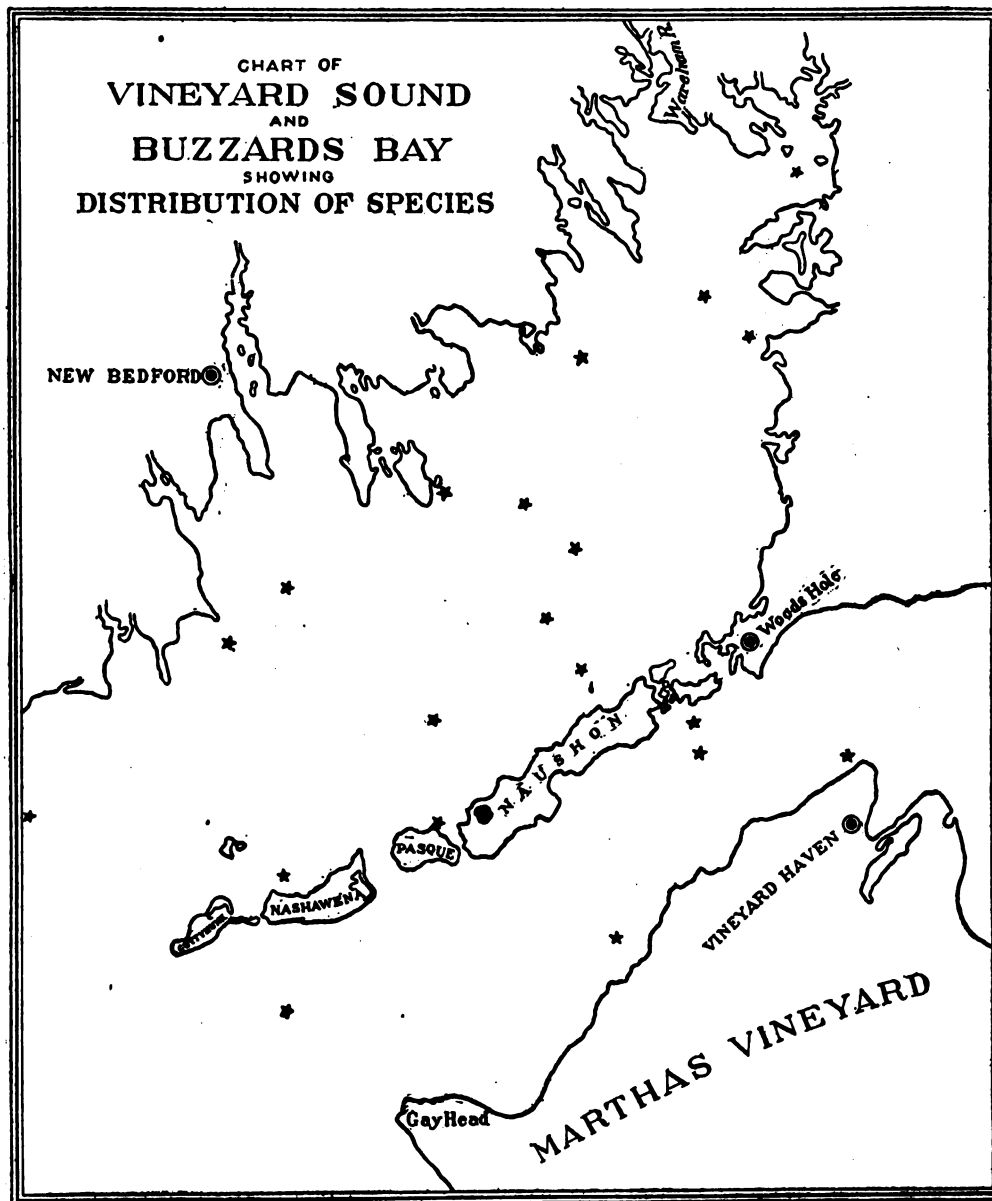 CHART OF
VINEYARD SOUND
AND
BUZZARDS BAY
SHOWING
DISTRIBUTION OF SPECIES
Wareham R.
NEW BEDFORD
Woods Hole
NAUSHON
PASQUE
NASHAWENA
VINEYARD HAVEN
MARTHAS VINEYARD
Gay Head